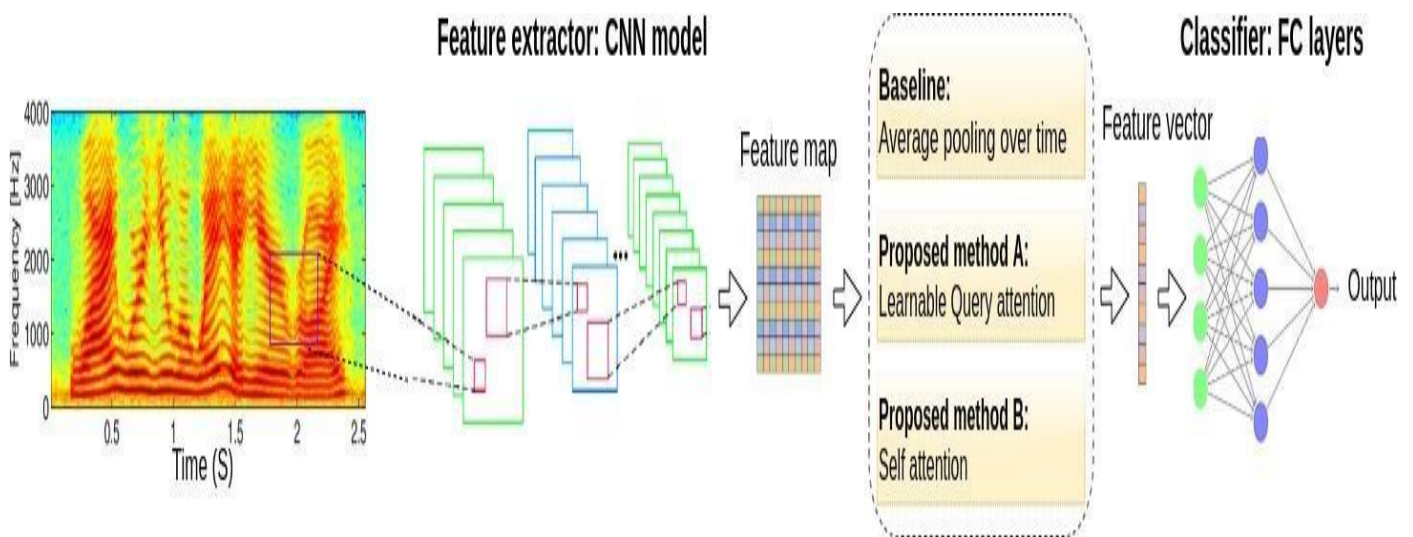 Feature extractor: CNN model
Classifier: FC layers
Frequency [Hz]
4000
3000
2000
1000
0
0.5 1 1.5 2 2.5
Time (S)
...
Feature map
Baseline:
Average pooling over time
Proposed method A:
Learnable Query attention
Proposed method B:
Self attention
Feature vector
Output